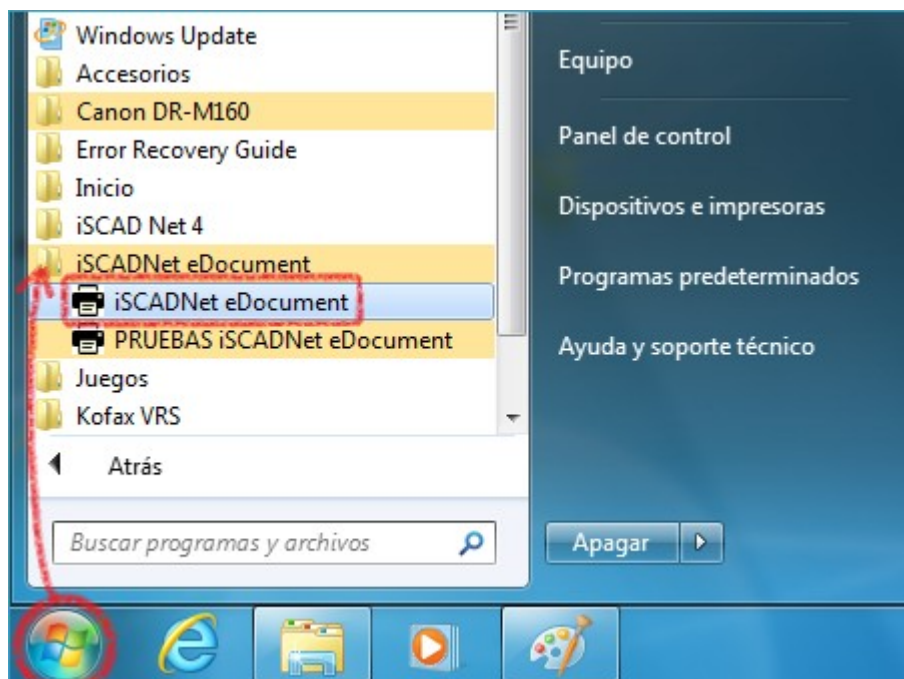 Windows Update
Accesorios
Canon DR-M160
Error Recovery Guide
Inicio
iSCAD Net 4
iSCADNet eDocument
iSCADNet eDocument
PRUEBAS iSCADNet eDocument
Juegos
Kofax VRS
Atrás
Buscar programas y archivos
Equipo
Panel de control
Dispositivos e impresoras
Programas predeterminados
Ayuda y soporte técnico
Apagar